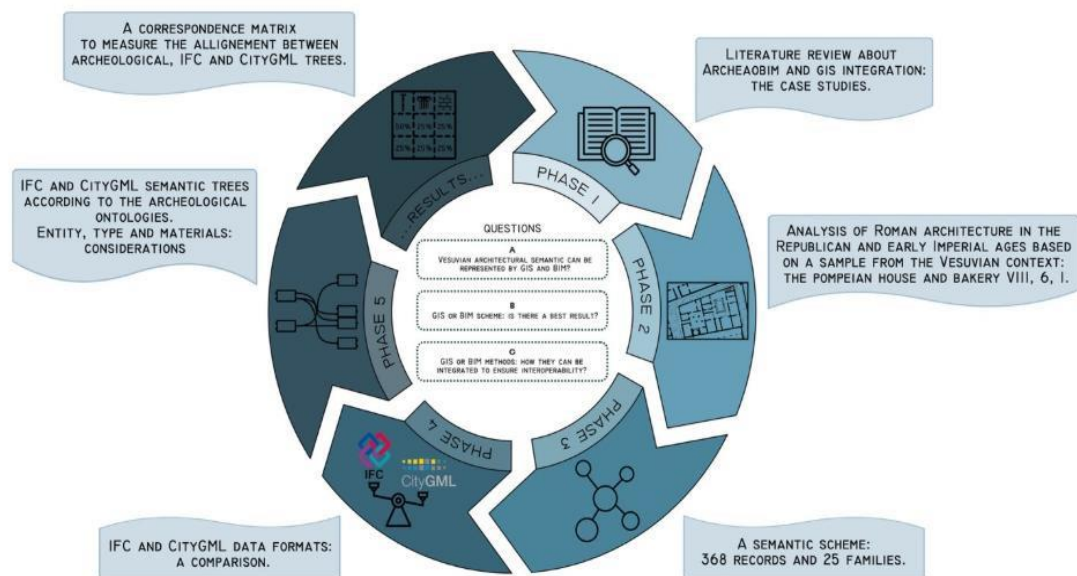 A CORRESPONDENCE MATRIX
TO MEASURE THE ALLIGNEMENT BETWEEN
ARCHEOLOGICAL, IFC AND CITYGML TREES.
LITERATURE REVIEW ABOUT
ARCHEAOBIM AND GIS INTEGRATION:
THE CASE STUDIES.
IFC AND CITYGML SEMANTIC TREES
ACCORDING TO THE ARCHEOLOGICAL
ONTOLOGIES.
ENTITY, TYPE AND MATERIALS:
CONSIDERATIONS
ANALYSIS OF ROMAN ARCHITECTURE IN THE
REPUBLICAN AND EARLY IMPERIAL AGES BASED
ON A SAMPLE FROM THE VESUVIAN CONTEXT:
THE POMPEIAN HOUSE AND BAKERY VIII, 6, I.
IFC AND CITYGML DATA FORMATS:
A COMPARISON.
A SEMANTIC SCHEME:
368 RECORDS AND 25 FAMILIES.
PHASE 1
PHASE 2
PHASE 3
PHASE 4
PHASE 5
...RESULTS...
QUESTIONS
A
VESUVIAN ARCHITECTURAL SEMANTIC CAN BE
REPRESENTED BY GIS AND BIM?
B
GIS OR BIM SCHEME: IS THERE A BEST RESULT?
C
GIS OR BIM METHODS: HOW THEY CAN BE
INTEGRATED TO ENSURE INTEROPERABILITY?
IFC
CityGML
50% 25% 25%
25% 25% 25%